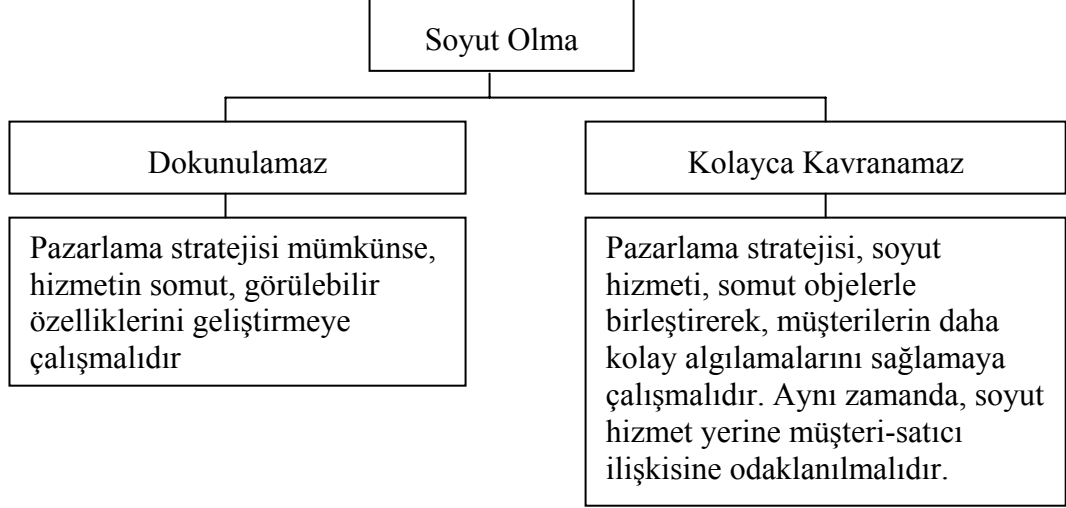 Soyut Olma
Dokunulamaz
Pazarlama stratejisi mümkünse,
hizmetin somut, görülebilir
özelliklerini geliştirmeye
çalışmalıdır
Kolayca Kavranamaz
Pazarlama stratejisi, soyut
hizmeti, somut objelerle
birleştirerek, müşterilerin daha
kolay algılamalarını sağlamaya
çalışmalıdır. Aynı zamanda, soyut
hizmet yerine müşteri-satıcı
ilişkisine odaklanılmalıdır.